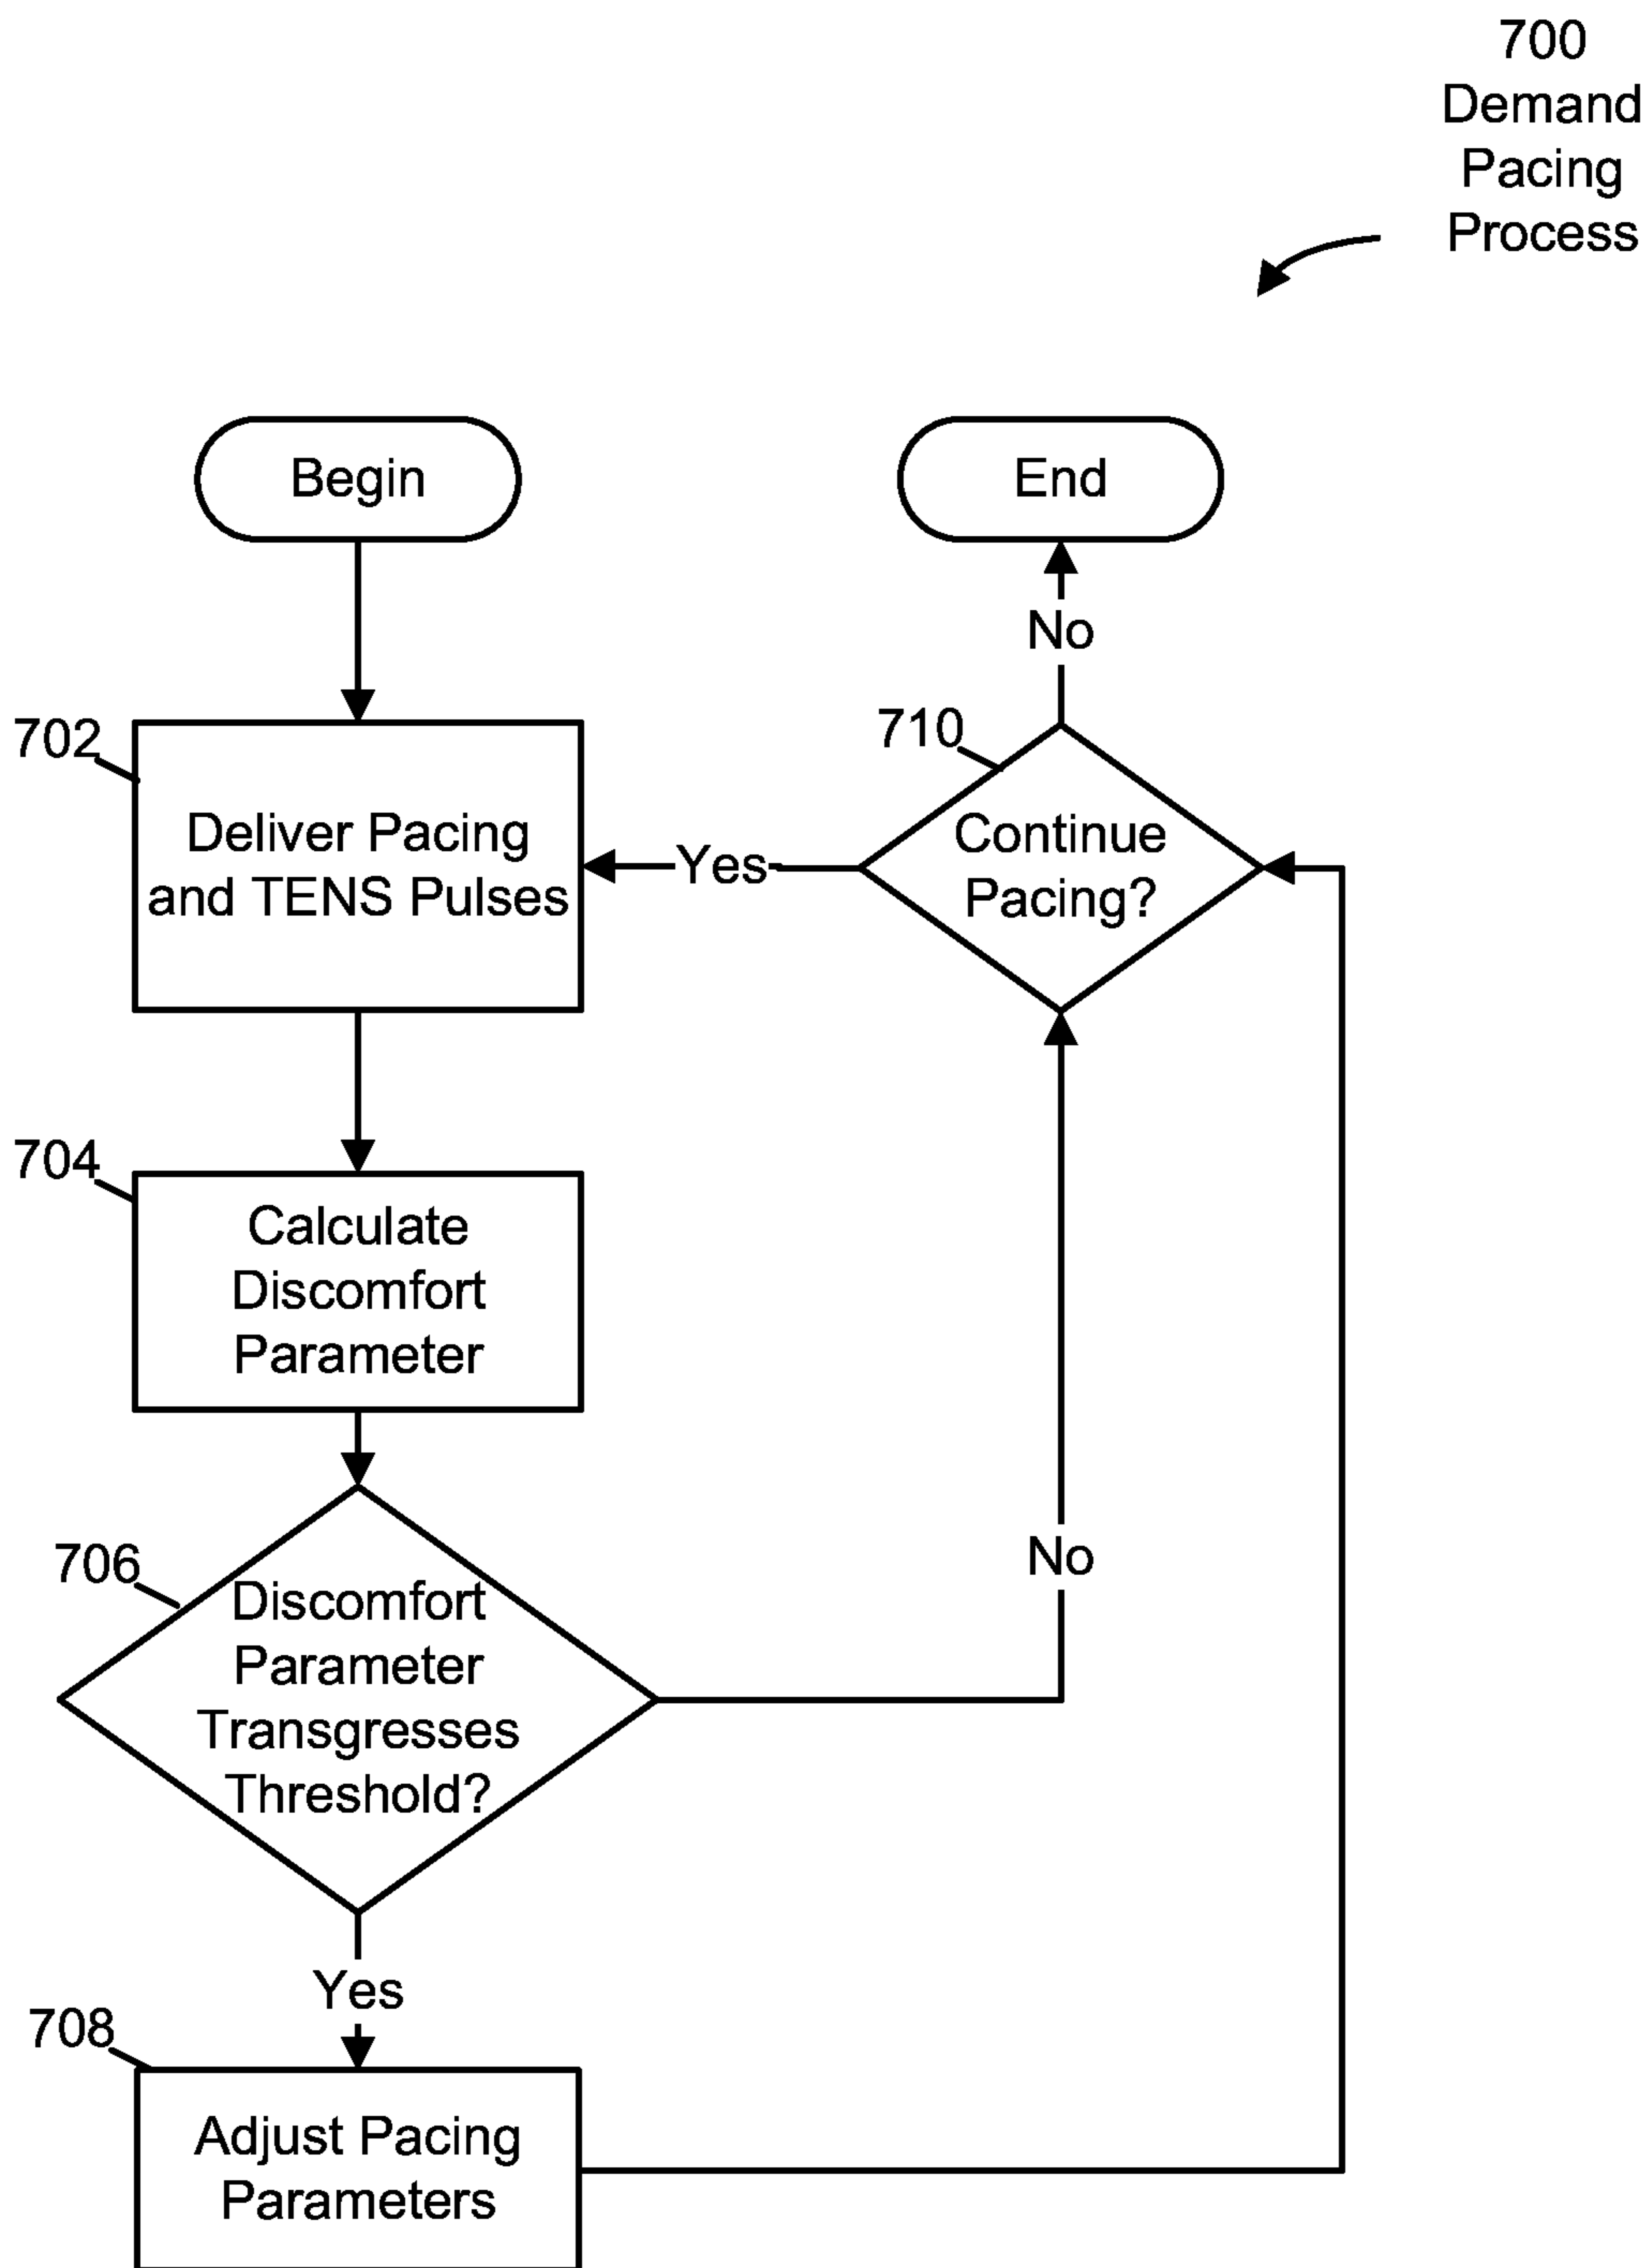 700
Demand
Pacing
Process
Begin
End
No
702
710
Deliver Pacing
and TENS Pulses
Yes
Continue
Pacing?
704
Calculate
Discomfort
Parameter
706
Discomfort
Parameter
Transgresses
Threshold?
No
Yes
708
Adjust Pacing
Parameters